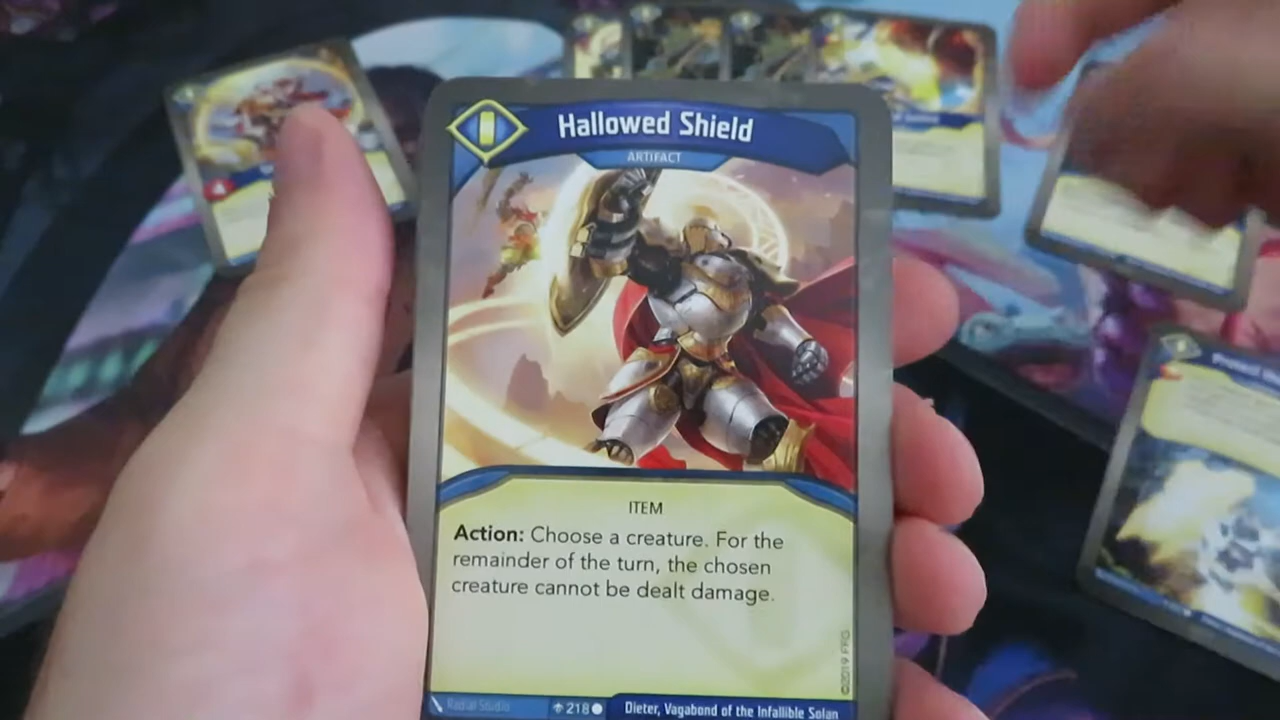 Hallowed Shield
ARTIFACT
ITEM
Action: Choose a creature. For the
remainder of the turn, the chosen
creature cannot be dealt damage.
©2019 FFG
Radial Studio
218
Dieter, Vagabond of the Infallible Solan